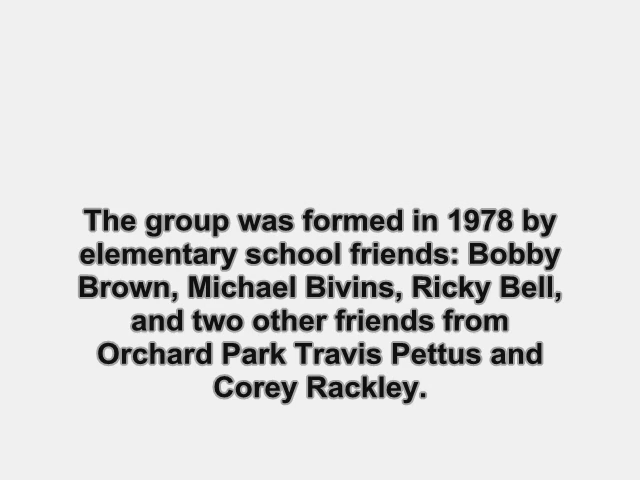 The group was formed in 1978 by
elementary school friends: Bobby
Brown, Michael Bivins, Ricky Bell,
and two other friends from
Orchard Park Travis Pettus and
Corey Rackley.